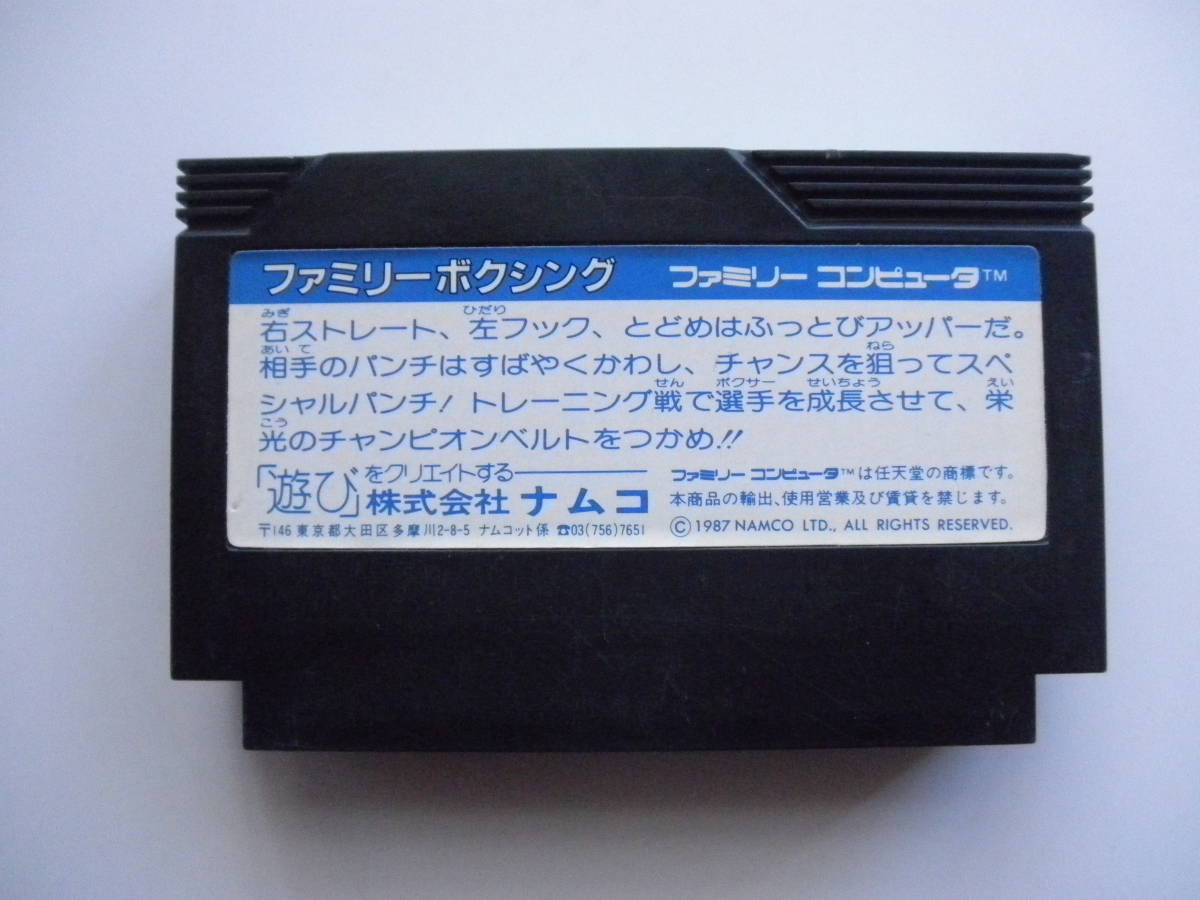 ファミリーボクシング ファミリー コンピュータ™
みぎ ひだり
右ストレート、左フック、とどめはふっとびアッパーだ。
あいて ねら
相手のパンチはすばやくかわし、チャンスを狙ってスペ
せん ボクサー せいちょう えい
シャルパンチ！トレーニング戦で選手を成長させて、栄
こう
光のチャンピオンベルトをつかめ!!
「遊び」をクリエイトする
株式会社 ナムコ
〒146 東京都大田区多摩川2-8-5 ナムコット係 ☎03(756)7651
ファミリー コンピュータ™は任天堂の商標です。
本商品の輸出、使用営業及び賃貸を禁じます。
©1987 NAMCO LTD., ALL RIGHTS RESERVED.